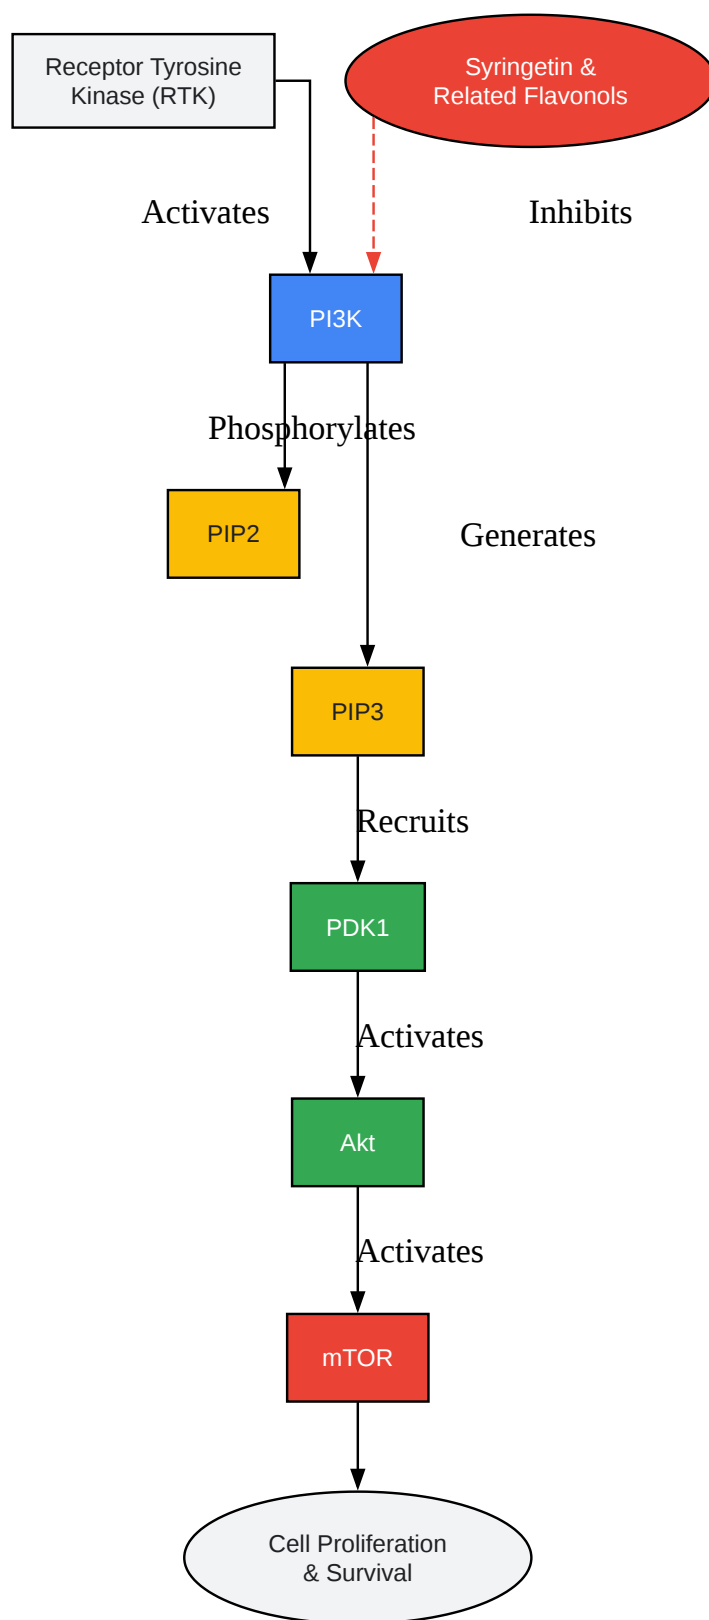 Receptor Tyrosine
Kinase (RTK)
Syringetin &
Related Flavonols
Activates
Inhibits
PI3K
Phosphorylates
PIP2
Generates
PIP3
Recruits
PDK1
Activates
Akt
Activates
mTOR
Cell Proliferation
& Survival